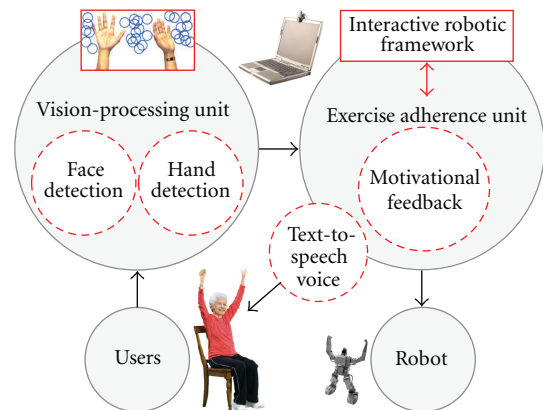 Interactive robotic
framework
Vision-processing unit
Exercise adherence unit
Face
detection
Hand
detection
Motivational
feedback
Text-to-
speech
voice
Users
Robot